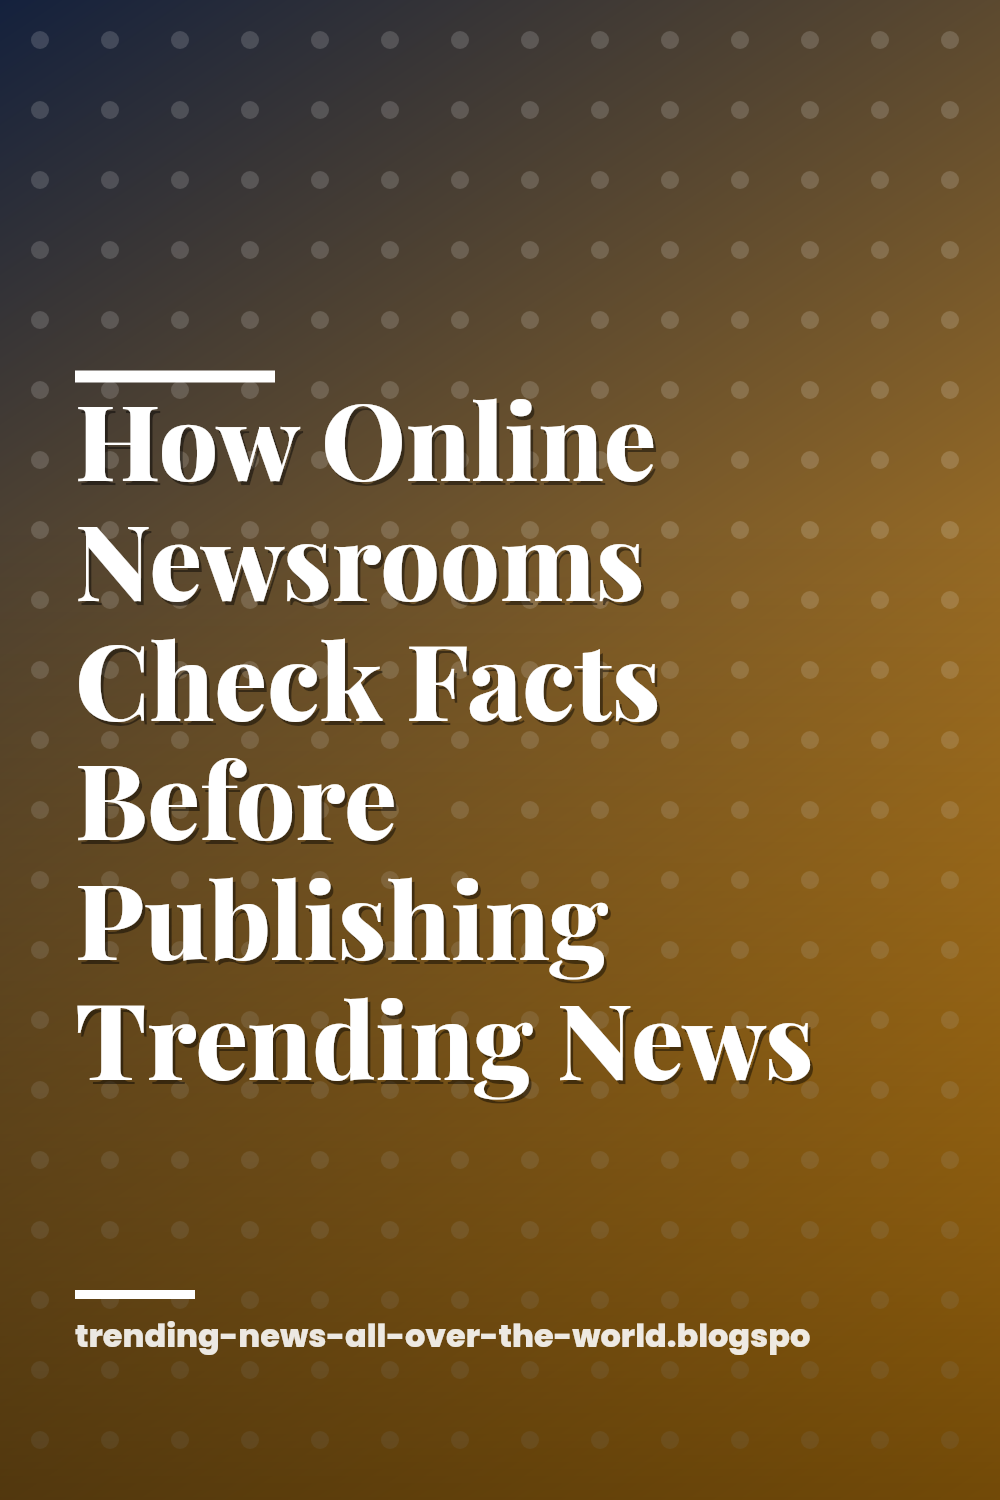 How Online
Newsrooms
Check Facts
Before
Publishing
Trending News
trending-news-all-over-the-world.blogspo